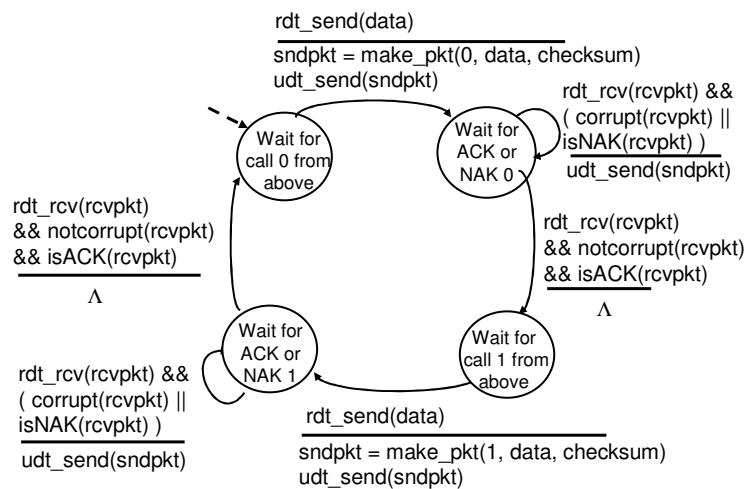 rdt_send(data)
sndpkt = make_pkt(0, data, checksum)
udt_send(sndpkt)
Wait for
call 0 from
above
Wait for
ACK or
NAK 0
rdt_rcv(rcvpkt) &&
( corrupt(rcvpkt) ||
isNAK(rcvpkt) )
udt_send(sndpkt)
rdt_rcv(rcvpkt)
&& notcorrupt(rcvpkt)
&& isACK(rcvpkt)
Λ
rdt_rcv(rcvpkt)
&& notcorrupt(rcvpkt)
&& isACK(rcvpkt)
Λ
Wait for
ACK or
NAK 1
Wait for
call 1 from
above
rdt_rcv(rcvpkt) &&
( corrupt(rcvpkt) ||
isNAK(rcvpkt) )
udt_send(sndpkt)
rdt_send(data)
sndpkt = make_pkt(1, data, checksum)
udt_send(sndpkt)